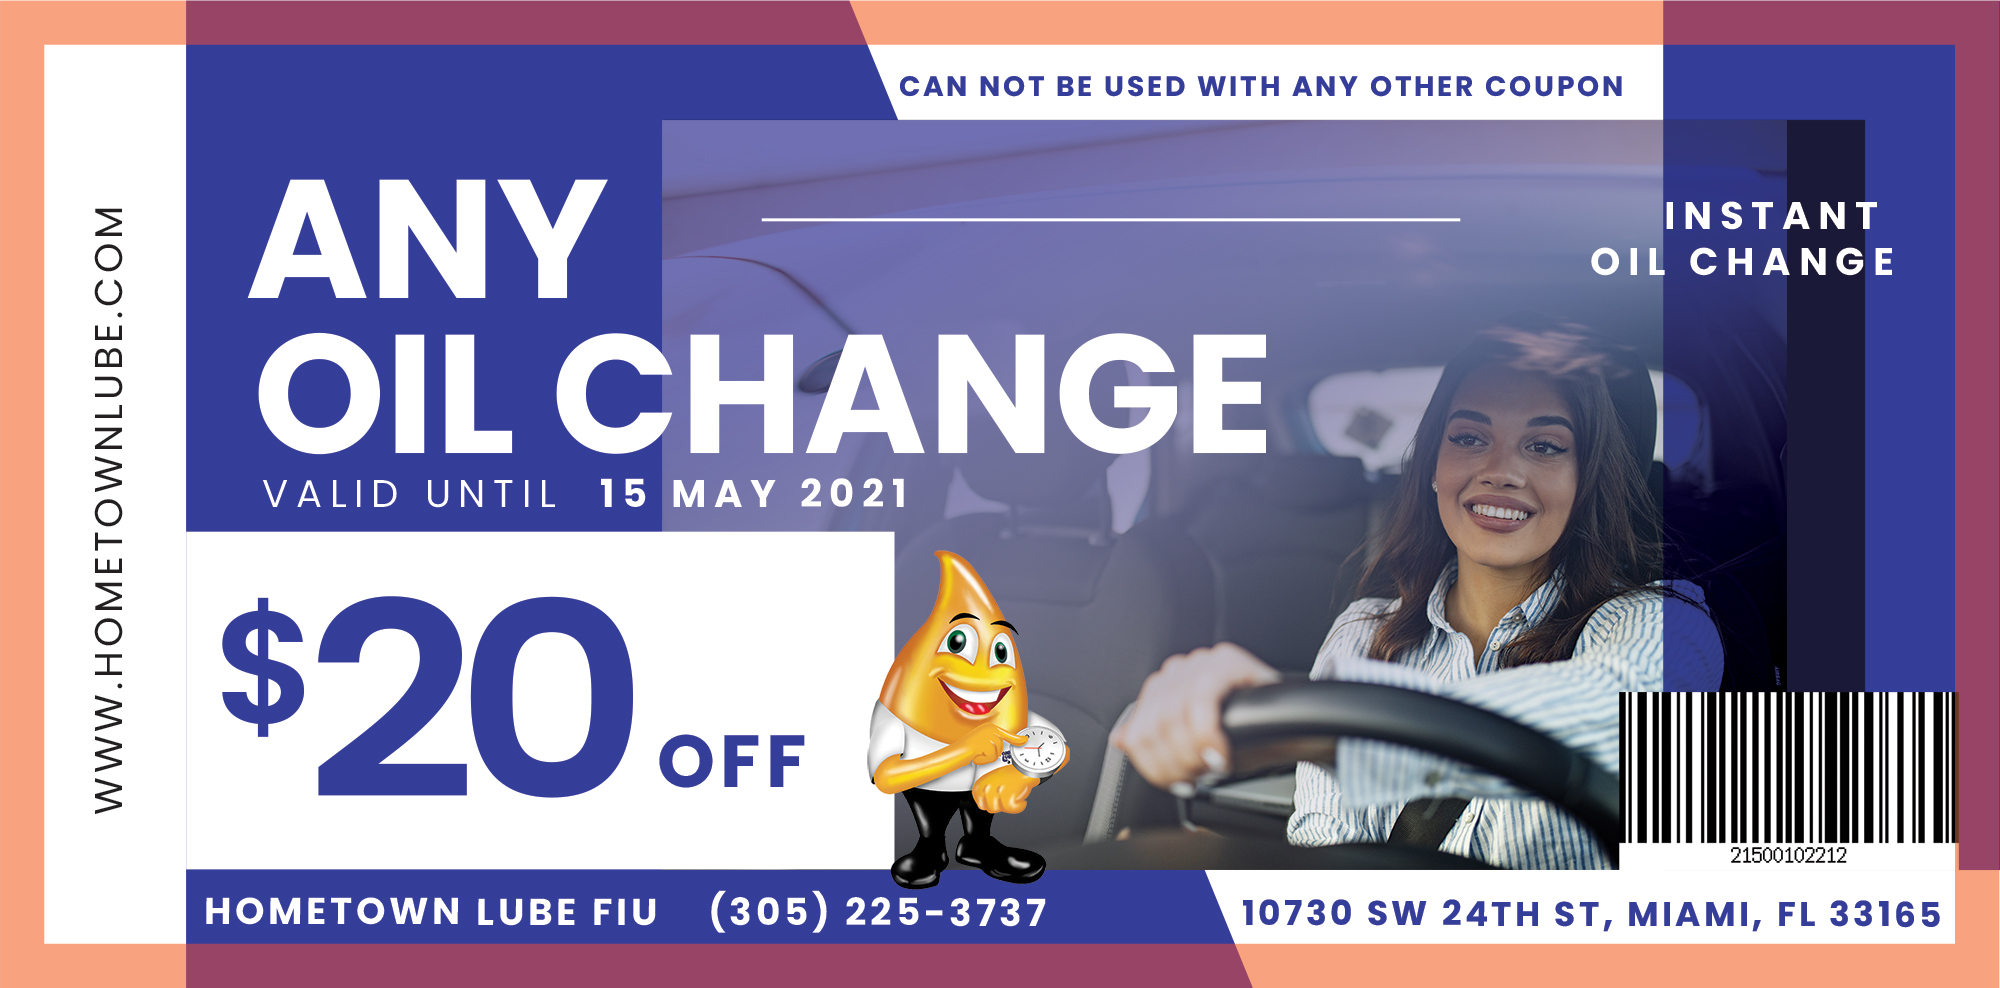 CAN NOT BE USED WITH ANY OTHER COUPON
INSTANT
OIL CHANGE
ANY
OIL CHANGE
VALID UNTIL 15 MAY 2021
$20 OFF
WWW.HOMETOWNLUBE.COM
21500102212
HOMETOWN LUBE FIU (305) 225-3737
10730 SW 24TH ST, MIAMI, FL 33165